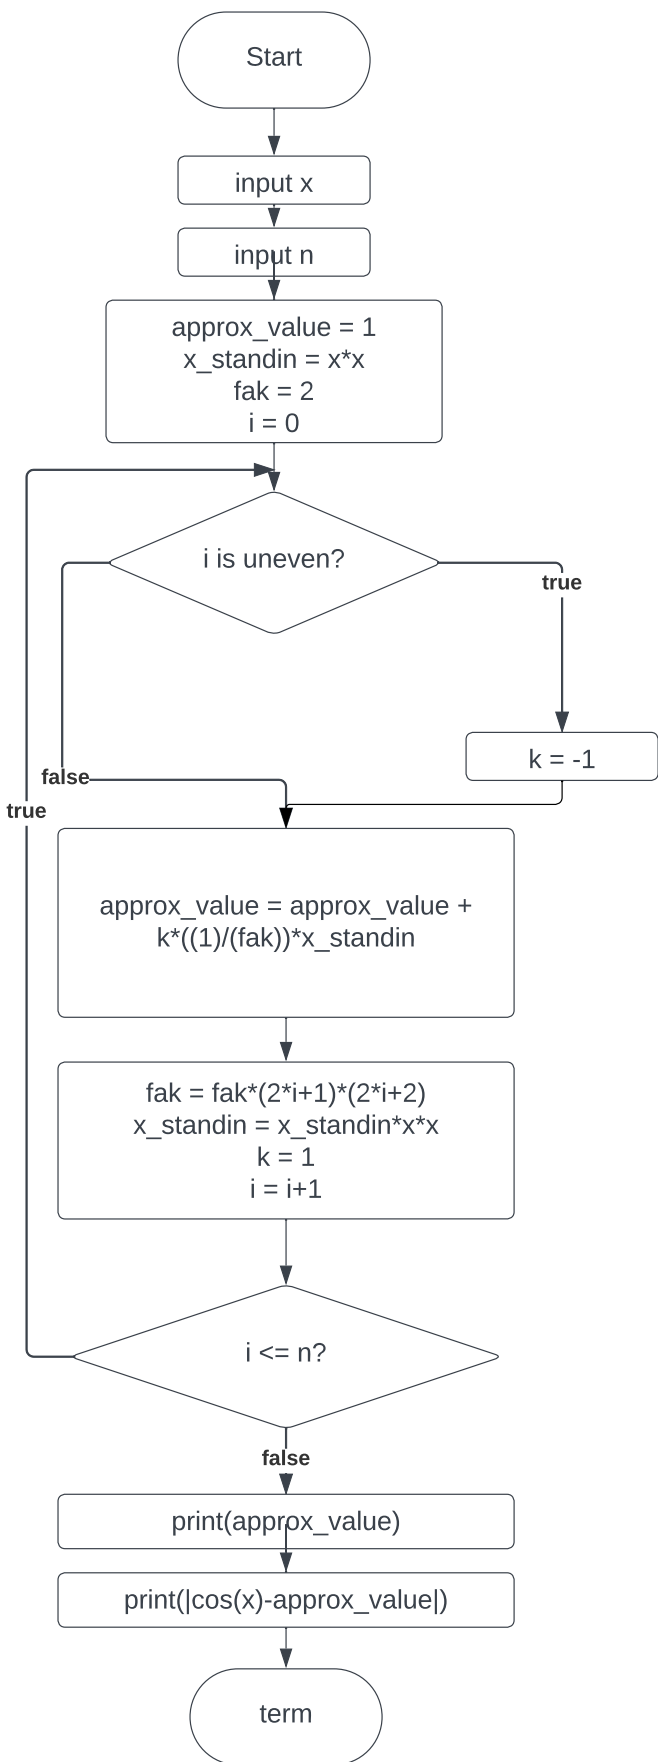 Start
input x
input n
approx_value = 1
x_standin = x*x
fak = 2
i = 0
i is uneven?
true
k = -1
false
true
approx_value = approx_value +
k*((1)/(fak))*x_standin
fak = fak*(2*i+1)*(2*i+2)
x_standin = x_standin*x*x
k = 1
i = i+1
i <= n?
false
print(approx_value)
print(|cos(x)-approx_value|)
term